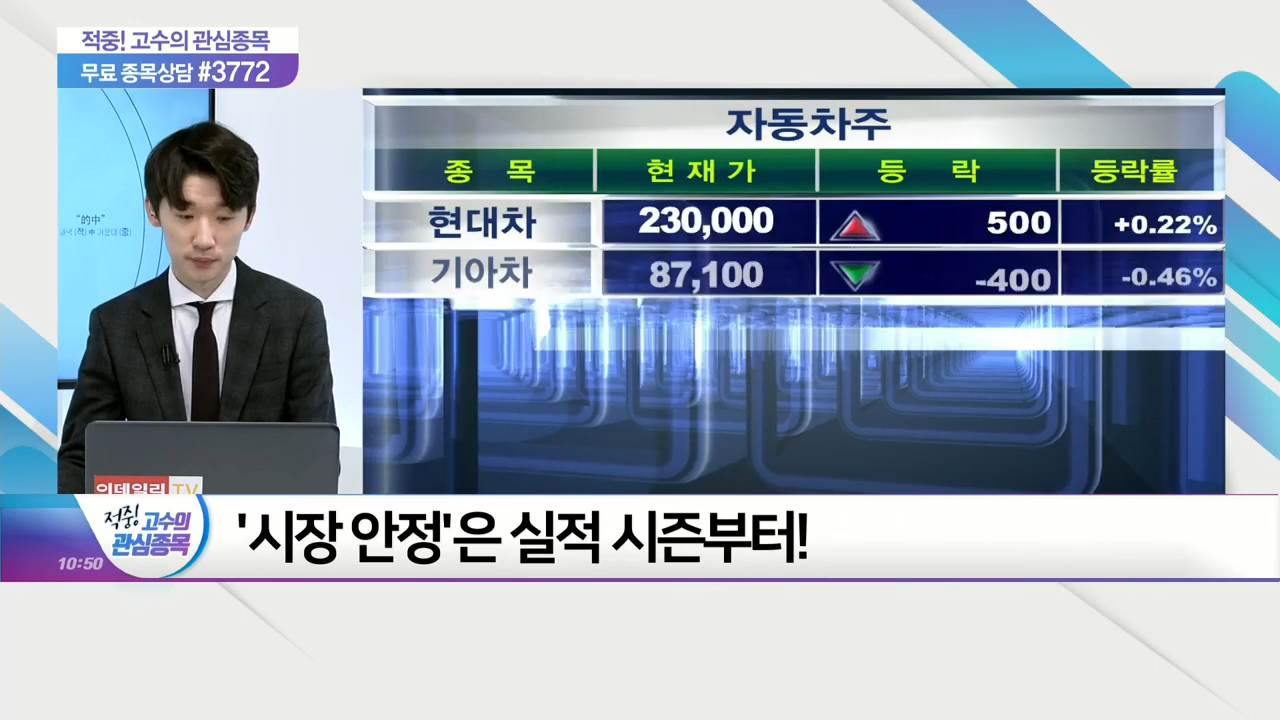 적중! 고수의 관심종목
무료 종목상담 #3772
"的中"
자동차주
종 목 현 재 가 등 락 등락률
현대차 230,000 500 +0.22%
기아차 87,100 -400 -0.46%
이데일리 TV
적중! 고수의
관심종목
10:50
'시장 안정'은 실적 시즌부터!